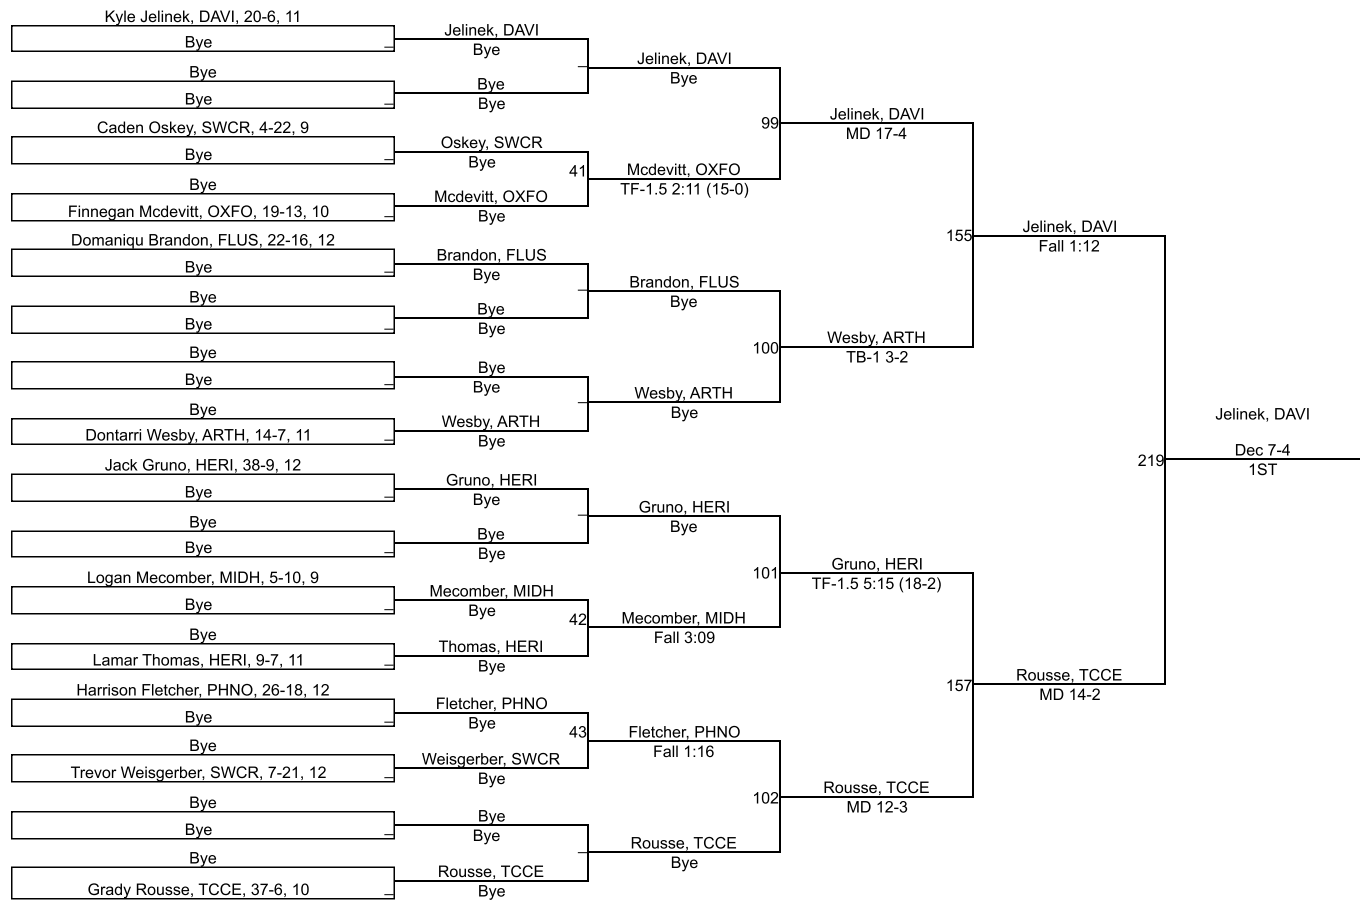 Kyle Jelinek, DAVI, 20-6, 11
Bye
Bye
Bye
Caden Oskey, SWCR, 4-22, 9
Bye
Bye
Finnegan Mcdevitt, OXFO, 19-13, 10
Domaniqu Brandon, FLUS, 22-16, 12
Bye
Bye
Bye
Bye
Bye
Bye
Dontarri Wesby, ARTH, 14-7, 11
Jack Gruno, HERI, 38-9, 12
Bye
Bye
Bye
Logan Mecomber, MIDH, 5-10, 9
Bye
Bye
Lamar Thomas, HERI, 9-7, 11
Harrison Fletcher, PHNO, 26-18, 12
Bye
Bye
Trevor Weisgerber, SWCR, 7-21, 12
Bye
Bye
Bye
Grady Rousse, TCCE, 37-6, 10
Jelinek, DAVI
Bye
Bye
Bye
Oskey, SWCR
Bye
41
Mcdevitt, OXFO
Bye
Brandon, FLUS
Bye
Bye
Bye
Bye
Bye
Wesby, ARTH
Bye
Gruno, HERI
Bye
Bye
Bye
Mecomber, MIDH
Bye
42
Thomas, HERI
Bye
Fletcher, PHNO
Bye
43
Weisgerber, SWCR
Bye
Bye
Bye
Rousse, TCCE
Bye
Jelinek, DAVI
Bye
99
Mcdevitt, OXFO
TF-1.5 2:11 (15-0)
Brandon, FLUS
Bye
100
Wesby, ARTH
Bye
Gruno, HERI
Bye
101
Mecomber, MIDH
Fall 3:09
Fletcher, PHNO
Fall 1:16
102
Rousse, TCCE
Bye
Jelinek, DAVI
MD 17-4
155
Wesby, ARTH
TB-1 3-2
Gruno, HERI
TF-1.5 5:15 (18-2)
157
Rousse, TCCE
MD 12-3
Jelinek, DAVI
Fall 1:12
219
Rousse, TCCE
MD 14-2
Jelinek, DAVI
Dec 7-4
1ST